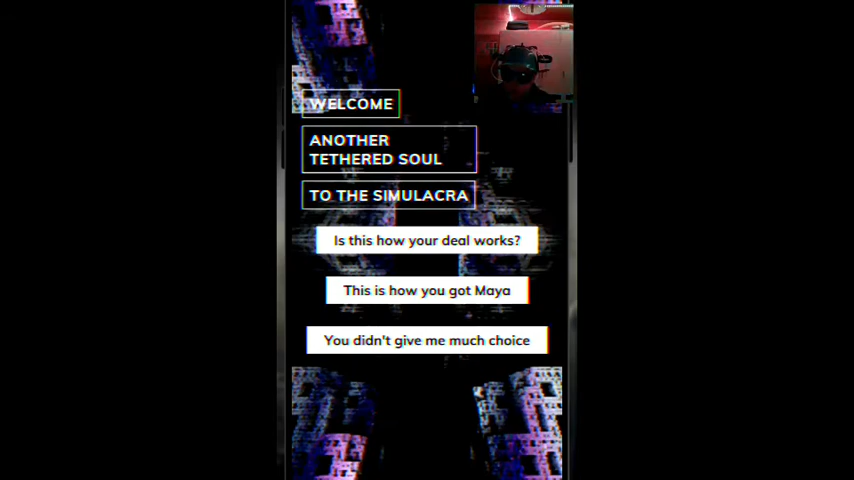 WELCOME
ANOTHER
TETHERED SOUL
TO THE SIMULACRA
Is this how your deal works?
This is how you got Maya
You didn't give me much choice